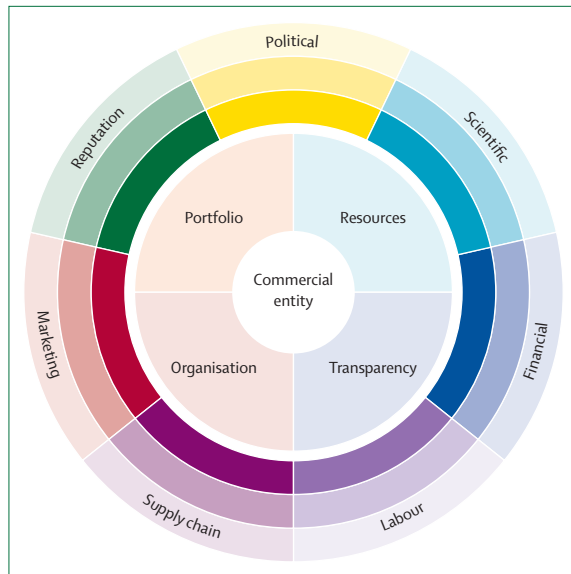 Political
Reputation
Scientific
Portfolio
Resources
Commercial
entity
Marketing
Financial
Organisation
Transparency
Supply chain
Labour